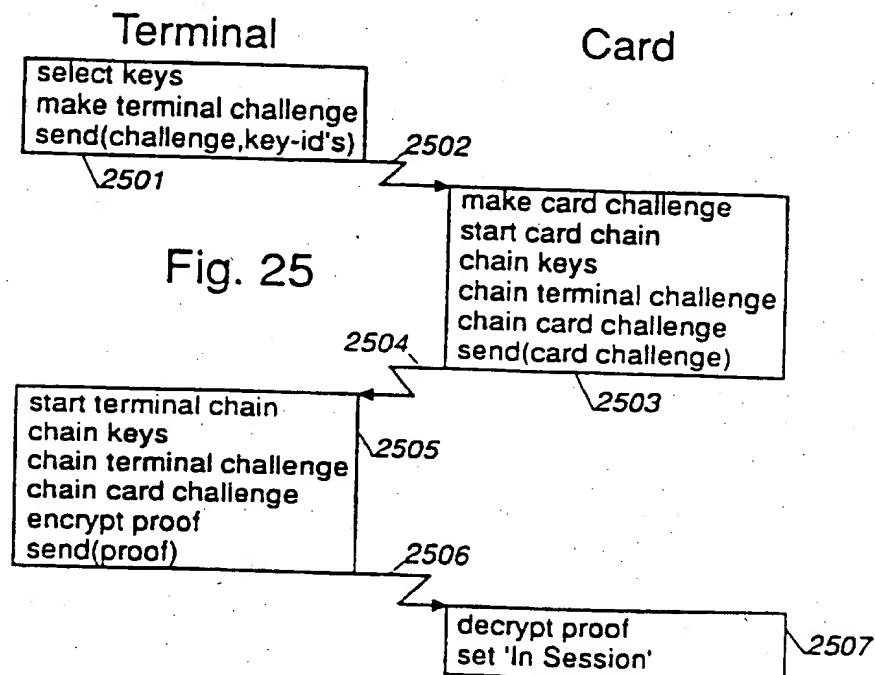 Terminal
Card
select keys
make terminal challenge
send(challenge,key-id's)
2502
2501
make card challenge
start card chain
chain keys
chain terminal challenge
chain card challenge
send(card challenge)
Fig. 25
2504
2503
start terminal chain
chain keys
chain terminal challenge
chain card challenge
encrypt proof
send(proof)
2505
2506
decrypt proof
set 'In Session'
2507